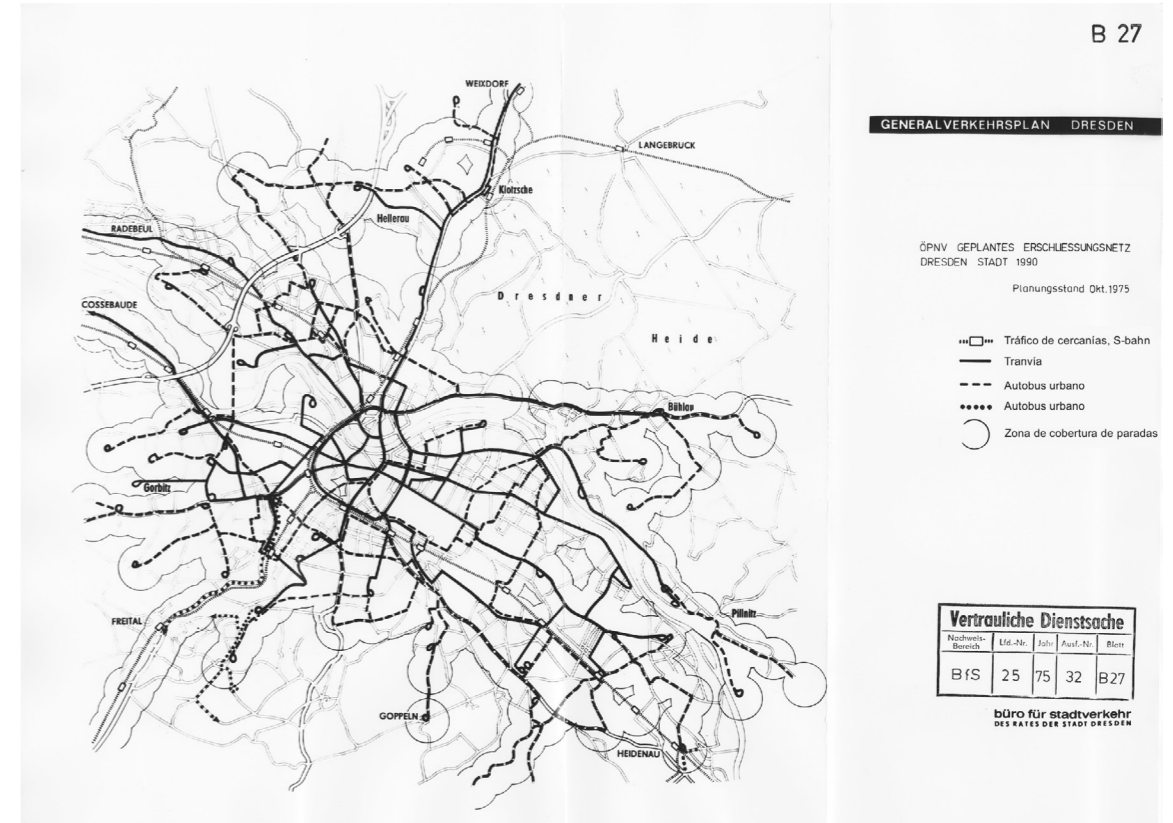 B 27
GENERALVERKEHRSPLAN DRESDEN
ÖPNV GEPLANTES ERSCHLIESSUNGSNETZ
DRESDEN STADT 1990
Planungsstand Okt.1975
Tráfico de cercanías, S-bahn
Tranvía
Autobus urbano
Autobus urbano
Zona de cobertura de paradas
WEIXDORF
LANGEBRUCK
Klotzsche
Hellerau
RADEBEUL
COSSEBAUDE
Dresdner
Heide
Bühlau
Gorbitz
FREITAL
Pillnitz
GOPPELN
HEIDENAU
Vertrauliche Dienstsache
Nachweis-Bereich Lfd.-Nr. Jahr Ausf.-Nr. Blatt
BfS 25 75 32 B27
büro für stadtverkehr
DES RATES DER STADT DRESDEN